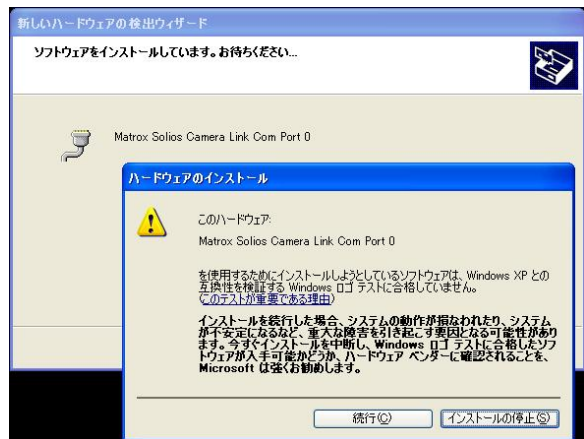 新しいハードウェアの検出ウィザード
ソフトウェアをインストールしています。お待ちください...
Matrox Solios Camera Link Com Port 0
ハードウェアのインストール
このハードウェア:
Matrox Solios Camera Link Com Port 0
を使用するためにインストールしようとしているソフトウェアは、Windows XP との
互換性を検証する Windows ロゴ テストに合格していません。
(このテストが重要である理由)
インストールを続行した場合、システムの動作が損なわれたり、システム
が不安定になるなど、重大な障害を引き起こす要因となる可能性があり
ます。今すぐインストールを中断し、Windows ロゴ テストに合格したソフ
トウェアが入手可能かどうか、ハードウェア ベンダーに確認されることを、
Microsoft は強くお勧めします。
続行(C)
インストールの停止(S)